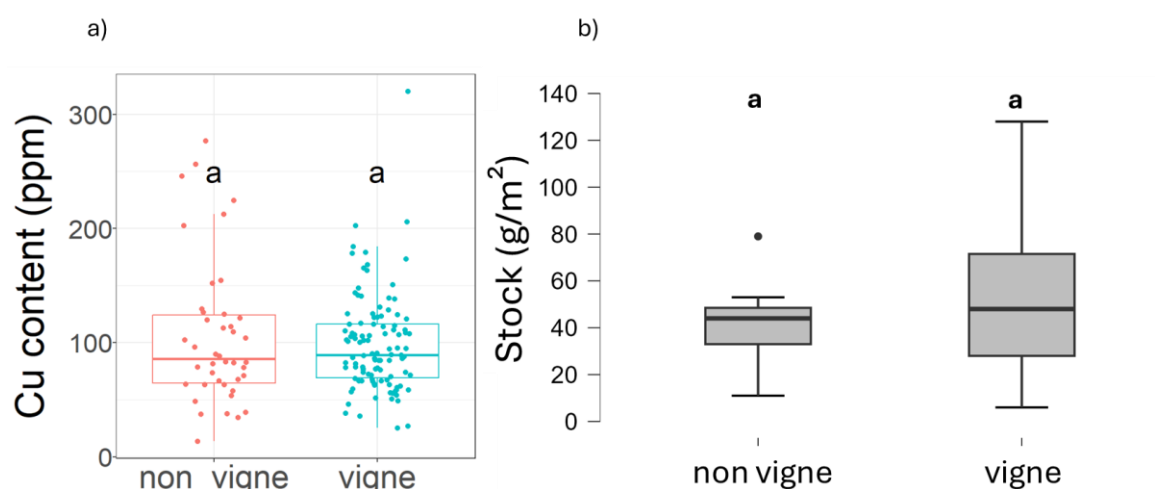 a)
b)
Cu content (ppm)
300
200
100
0
a
a
non vigne
vigne
Stock (g/m²)
140
120
100
80
60
40
20
0
a
a
non vigne
vigne